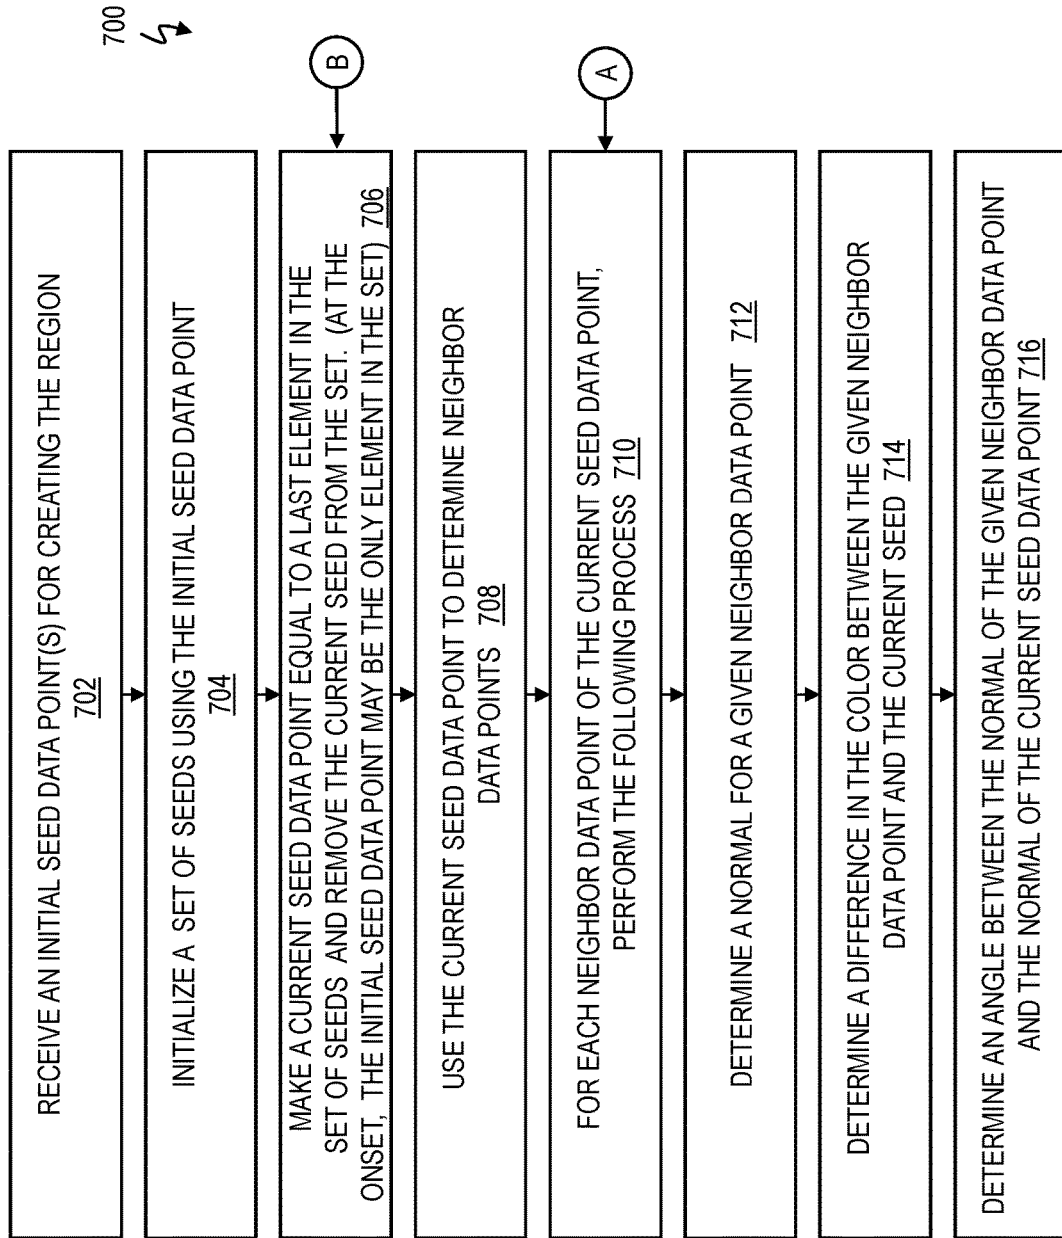 700
RECEIVE AN INITIAL SEED DATA POINT(S) FOR CREATING THE REGION
702
INITIALIZE A SET OF SEEDS USING THE INITIAL SEED DATA POINT
704
B
MAKE A CURRENT SEED DATA POINT EQUAL TO A LAST ELEMENT IN THE
SET OF SEEDS AND REMOVE THE CURRENT SEED FROM THE SET. (AT THE
ONSET, THE INITIAL SEED DATA POINT MAY BE THE ONLY ELEMENT IN THE SET) 706
USE THE CURRENT SEED DATA POINT TO DETERMINE NEIGHBOR
DATA POINTS 708
A
FOR EACH NEIGHBOR DATA POINT OF THE CURRENT SEED DATA POINT,
PERFORM THE FOLLOWING PROCESS 710
DETERMINE A NORMAL FOR A GIVEN NEIGHBOR DATA POINT 712
DETERMINE A DIFFERENCE IN THE COLOR BETWEEN THE GIVEN NEIGHBOR
DATA POINT AND THE CURRENT SEED 714
DETERMINE AN ANGLE BETWEEN THE NORMAL OF THE GIVEN NEIGHBOR DATA POINT
AND THE NORMAL OF THE CURRENT SEED DATA POINT 716